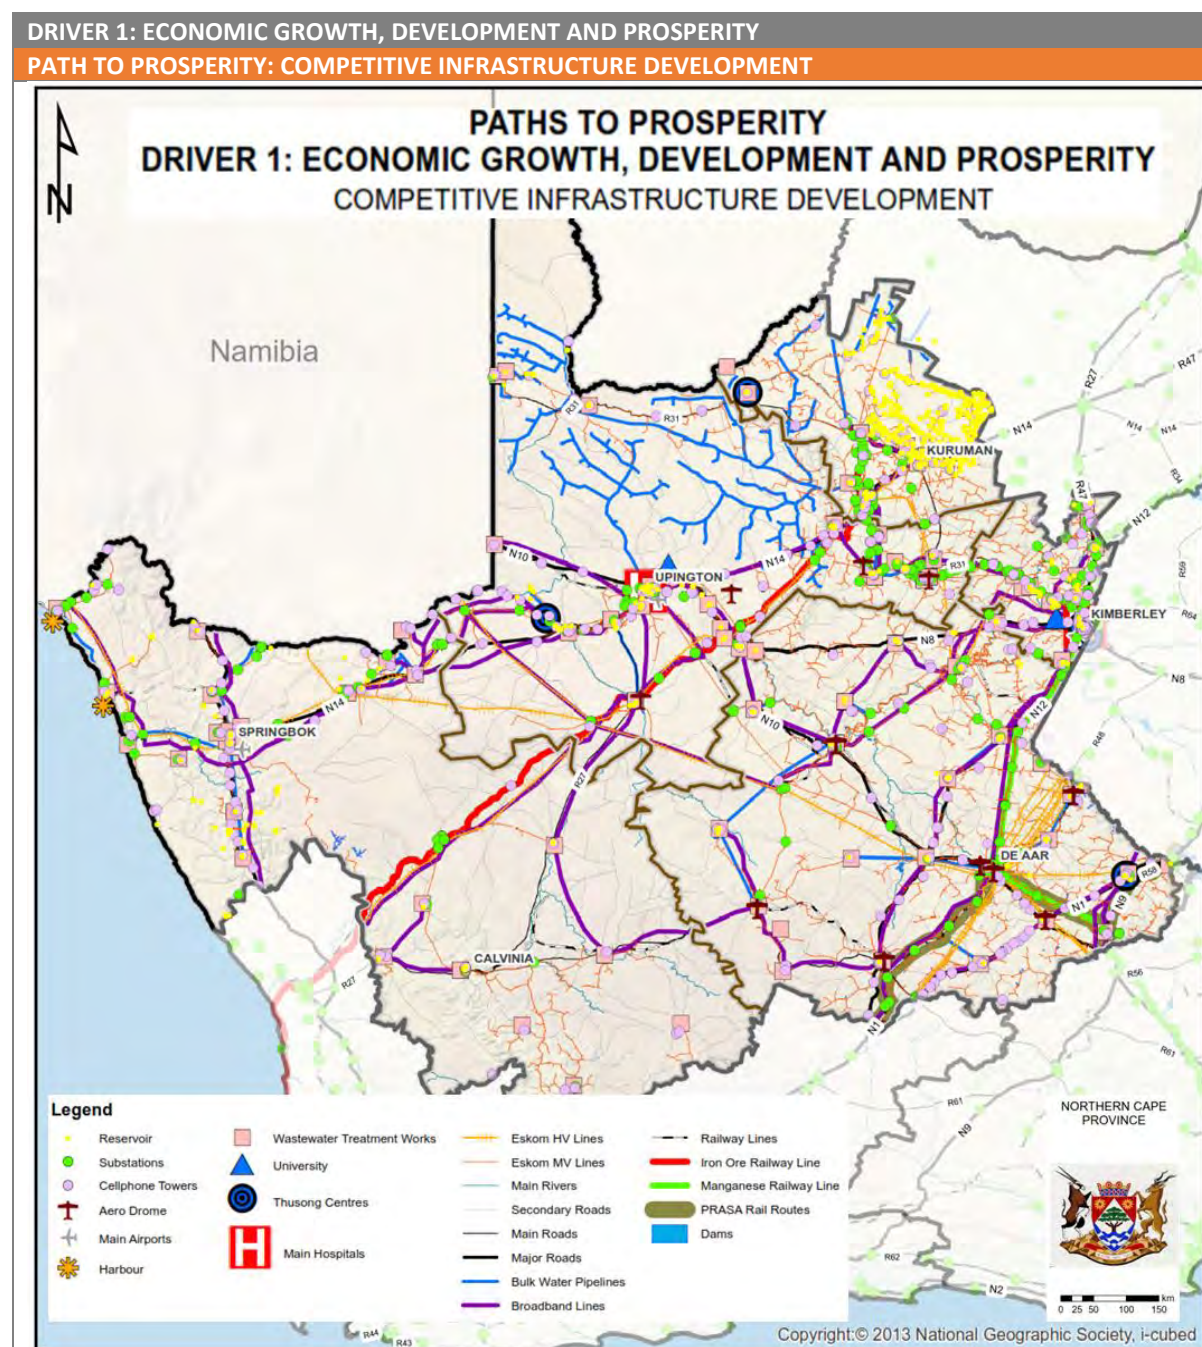 DRIVER 1: ECONOMIC GROWTH, DEVELOPMENT AND PROSPERITY
PATH TO PROSPERITY: COMPETITIVE INFRASTRUCTURE DEVELOPMENT
PATHS TO PROSPERITY
DRIVER 1: ECONOMIC GROWTH, DEVELOPMENT AND PROSPERITY
COMPETITIVE INFRASTRUCTURE DEVELOPMENT
N
Namibia
R27
R47
R31
R31
N14
N14
N14
KURUMAN
R34
R47
N12
N10
N14
R31
R59
UPINGTON
R64
KIMBERLEY
N8
N8
N14
N10
N12
SPRINGBOK
R48
R27
DE AAR
R58
N1
N9
CALVINIA
R27
R56
N1
R61
R61
N9
Legend
Reservoir
Substations
Cellphone Towers
Aero Drome
Main Airports
Harbour
Wastewater Treatment Works
University
Thusong Centres
H
Main Hospitals
Eskom HV Lines
Eskom MV Lines
Main Rivers
Secondary Roads
Main Roads
Major Roads
Bulk Water Pipelines
Broadband Lines
Railway Lines
Iron Ore Railway Line
Manganese Railway Line
PRASA Rail Routes
Dams
NORTHERN CAPE
PROVINCE
km
0 25 50 100 150
R62
N2
R44
R43
Copyright:© 2013 National Geographic Society, i-cubed